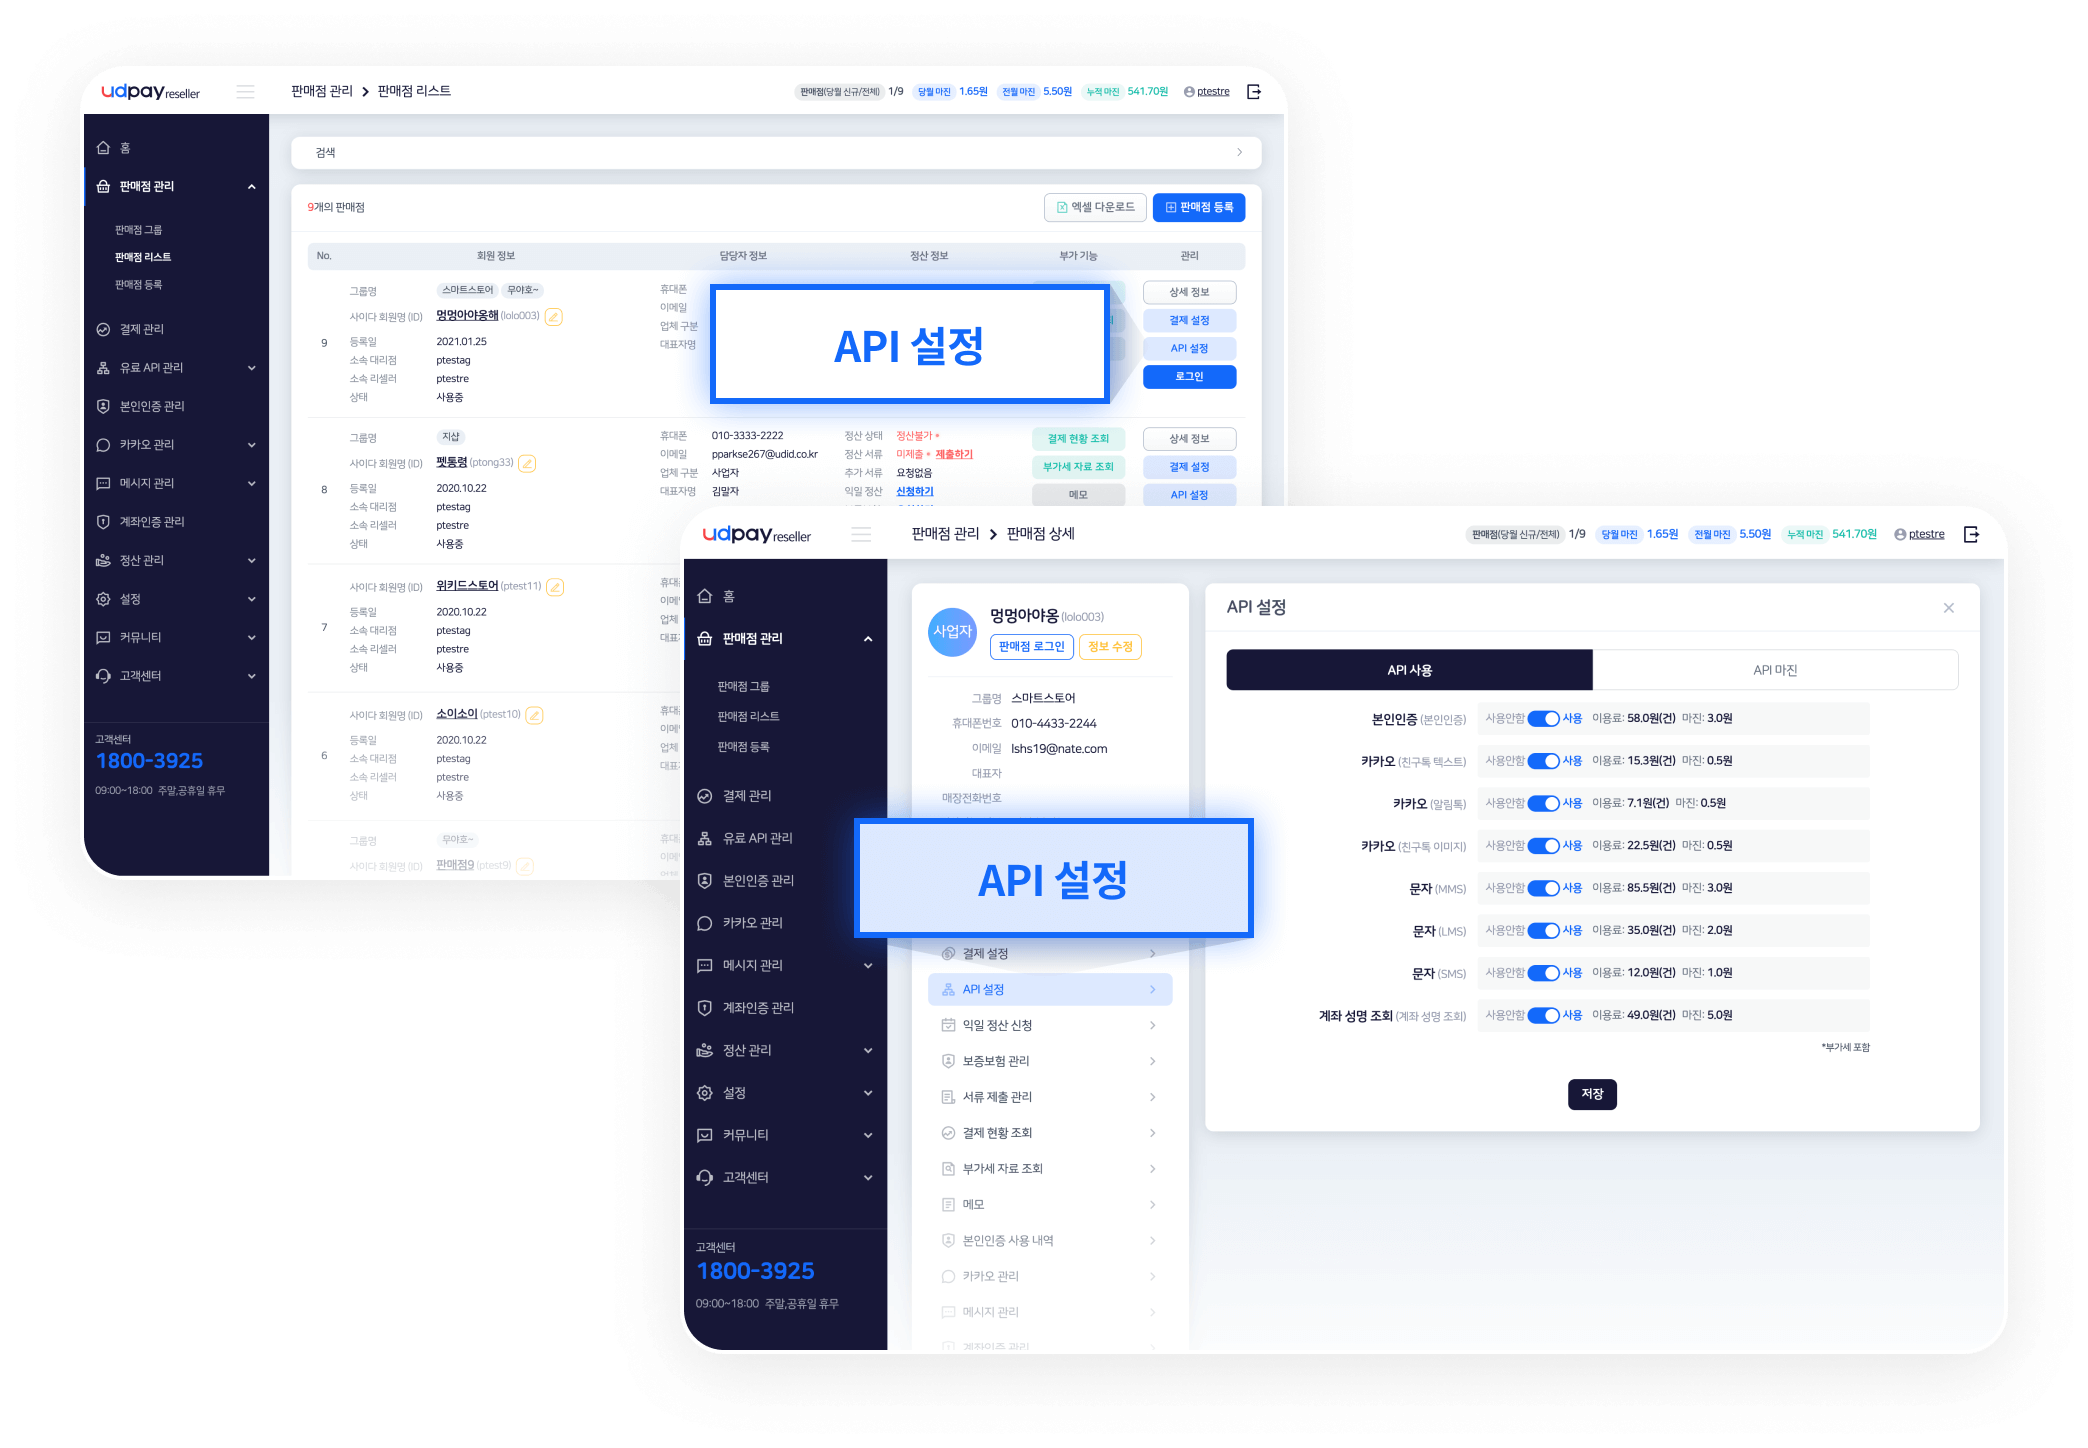 udpay reseller
판매점 관리 > 판매점 리스트
판매점(당월 신규/전체) 1/9 당월 마진 1.65원 전월 마진 5.50원 누적 마진 541.70원 ptestre
홈
판매점 관리
판매점 그룹
판매점 리스트
판매점 등록
결제 관리
유료 API 관리
본인인증 관리
카카오 관리
메시지 관리
계좌인증 관리
정산 관리
설정
커뮤니티
고객센터
고객센터
1800-3925
09:00~18:00 주말,공휴일 휴무
검색
9개의 판매점
엑셀 다운로드 판매점 등록
No. 회원 정보 담당자 정보 정산 정보 부가 기능 관리
9
그룹명 스마트스토어 무야호~
사이다 회원명 (ID) 멍멍아야옹해 (lolo003)
등록일 2021.01.25
소속 대리점 ptestag
소속 리셀러 ptestre
상태 사용중
휴대폰
이메일
업체 구분
대표자명
API 설정
상세 정보
결제 설정
API 설정
로그인
8
그룹명 지샵
사이다 회원명 (ID) 펫통령 (ptong33)
등록일 2020.10.22
소속 대리점 ptestag
소속 리셀러 ptestre
상태 사용중
휴대폰 010-3333-2222
이메일 pparkse267@udid.co.kr
업체 구분 사업자
대표자명 김말자
정산 상태 정산불가
정산 서류 미제출 제출하기
추가 서류 요청없음
익일 정산 신청하기
결제 현황 조회
부가세 자료 조회
메모
상세 정보
결제 설정
API 설정
7
사이다 회원명 (ID) 위키드스토어 (ptest11)
등록일 2020.10.22
소속 대리점 ptestag
소속 리셀러 ptestre
상태 사용중
6
사이다 회원명 (ID) 소이소이 (ptest10)
등록일 2020.10.22
소속 대리점 ptestag
소속 리셀러 ptestre
상태 사용중
그룹명 무야호~
사이다 회원명 (ID) 판매점9 (ptest9)
udpay reseller
판매점 관리 > 판매점 상세
판매점(당월 신규/전체) 1/9 당월 마진 1.65원 전월 마진 5.50원 누적 마진 541.70원 ptestre
홈
판매점 관리
판매점 그룹
판매점 리스트
판매점 등록
결제 관리
유료 API 관리
본인인증 관리
카카오 관리
메시지 관리
계좌인증 관리
정산 관리
설정
커뮤니티
고객센터
고객센터
1800-3925
09:00~18:00 주말,공휴일 휴무
사업자
멍멍아야옹 (lolo003)
판매점 로그인 정보 수정
그룹명 스마트스토어
휴대폰번호 010-4433-2244
이메일 lshs19@nate.com
대표자
매장전화번호
API 설정
결제 설정
API 설정
익일 정산 신청
보증보험 관리
서류 제출 관리
결제 현황 조회
부가세 자료 조회
메모
본인인증 사용 내역
카카오 관리
메시지 관리
계좌인증 관리
API 설정
API 사용 API 마진
본인인증 (본인인증) 사용안함 사용 이용료: 58.0원(건) 마진: 3.0원
카카오 (친구톡 텍스트) 사용안함 사용 이용료: 15.3원(건) 마진: 0.5원
카카오 (알림톡) 사용안함 사용 이용료: 7.1원(건) 마진: 0.5원
카카오 (친구톡 이미지) 사용안함 사용 이용료: 22.5원(건) 마진: 0.5원
문자 (MMS) 사용안함 사용 이용료: 85.5원(건) 마진: 3.0원
문자 (LMS) 사용안함 사용 이용료: 35.0원(건) 마진: 2.0원
문자 (SMS) 사용안함 사용 이용료: 12.0원(건) 마진: 1.0원
계좌 성명 조회 (계좌 성명 조회) 사용안함 사용 이용료: 49.0원(건) 마진: 5.0원
*부가세 포함
저장